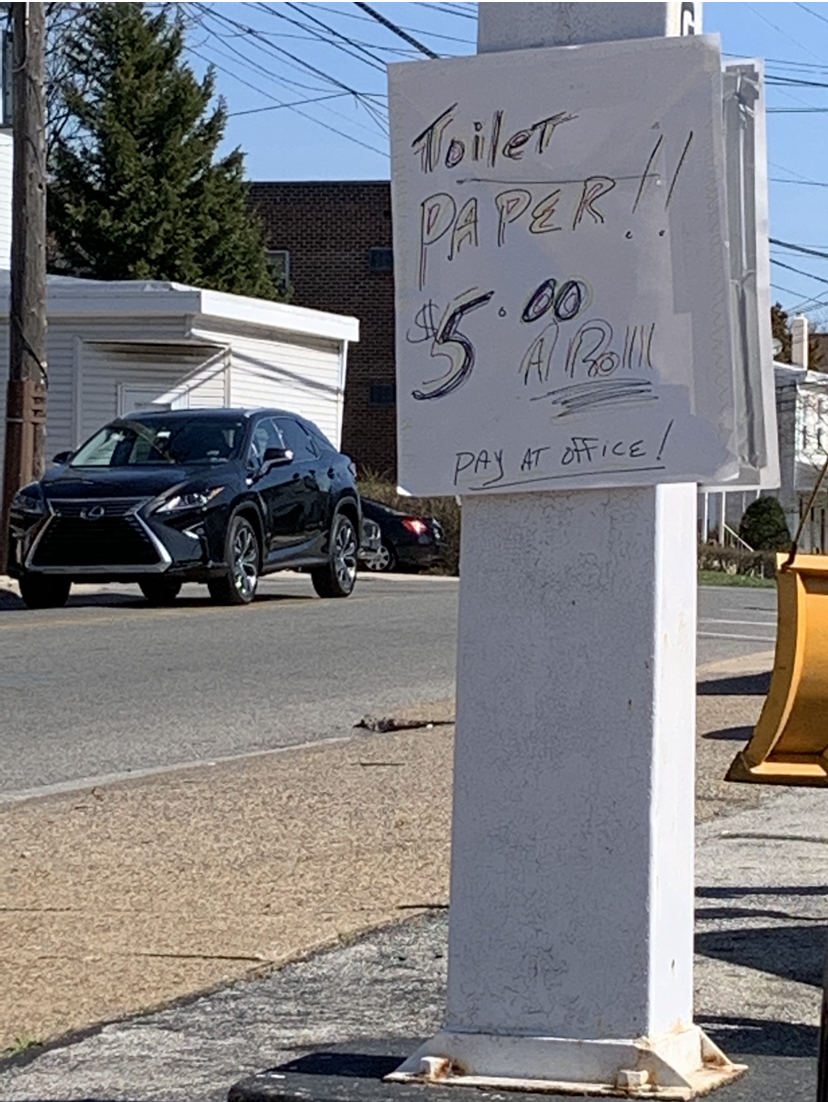 Toilet
PAPER!!
$5.00
A Roll
PAY AT OFFICE!